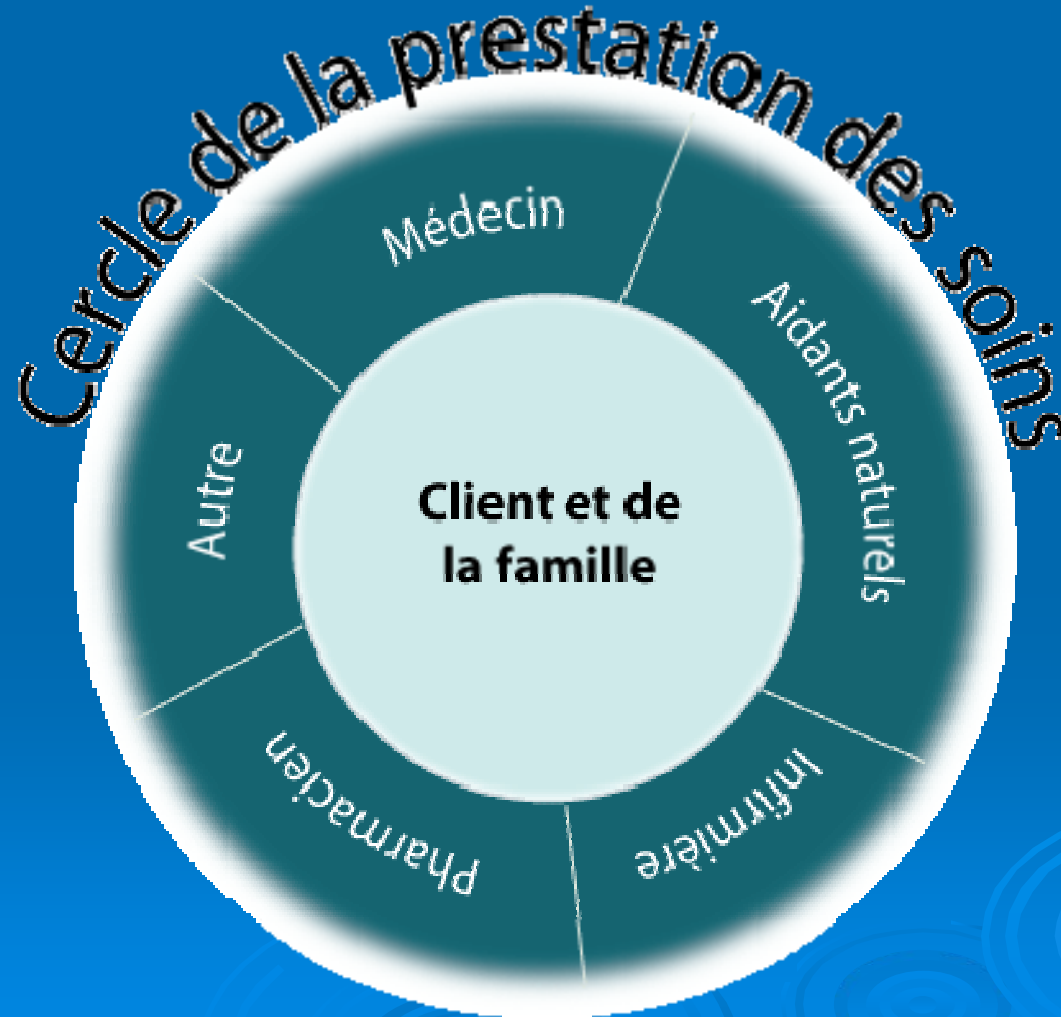 Cercle de la prestation des soins
Médecin
Aidants naturels
Infirmière
Pharmacien
Autre
Client et de
la famille